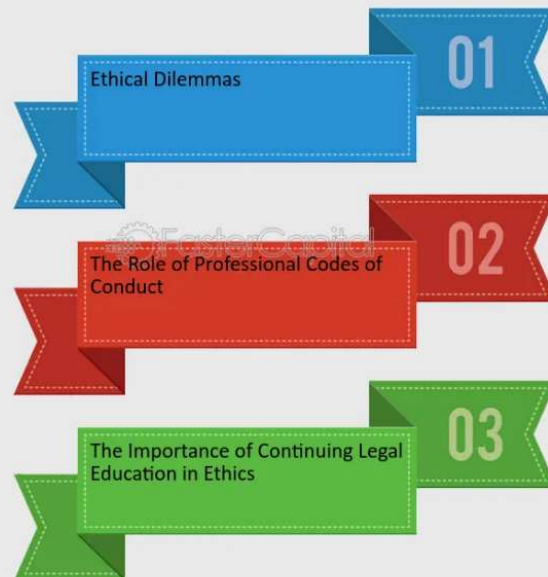 01
Ethical Dilemmas
02
FasterCapital
The Role of Professional Codes of
Conduct
03
The Importance of Continuing Legal
Education in Ethics